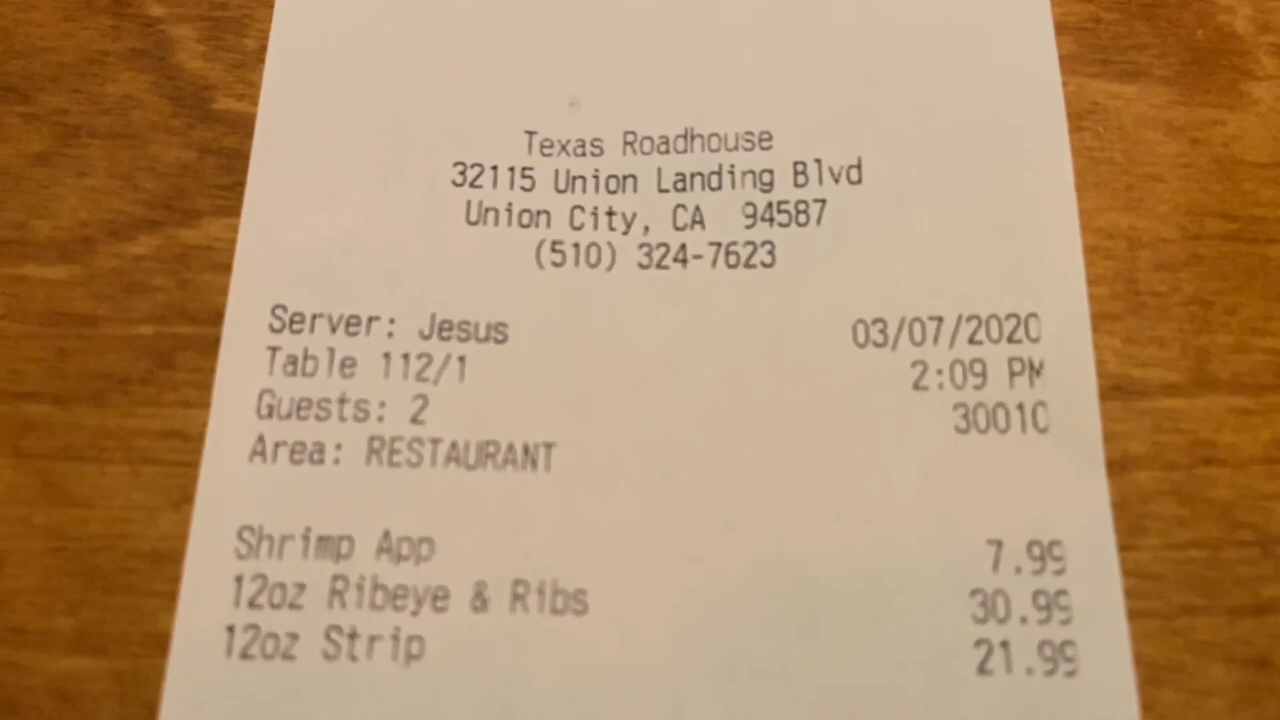 Texas Roadhouse
32115 Union Landing Blvd
Union City, CA 94587
(510) 324-7623
Server: Jesus 03/07/2020
Table 112/1 2:09 PM
Guests: 2 30010
Area: RESTAURANT
Shrimp App 7.99
12oz Ribeye & Ribs 30.99
12oz Strip 21.99